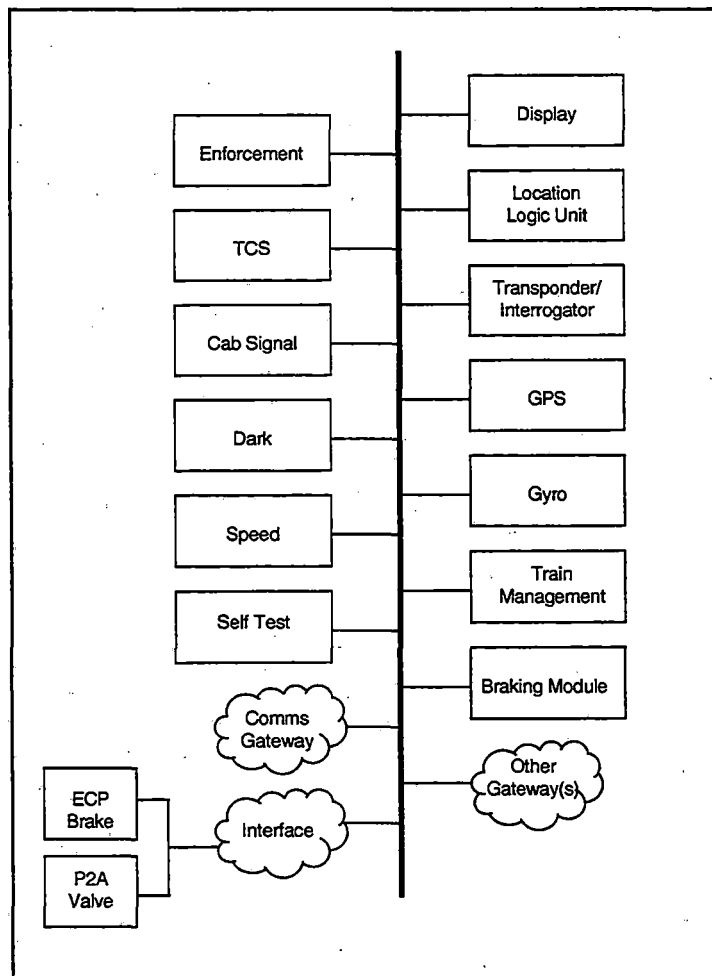 Enforcement
TCS
Cab Signal
Dark
Speed
Self Test
Comms
Gateway
Interface
ECP
Brake
P2A
Valve
Display
Location
Logic Unit
Transponder/
Interrogator
GPS
Gyro
Train
Management
Braking Module
Other
Gateway(s)